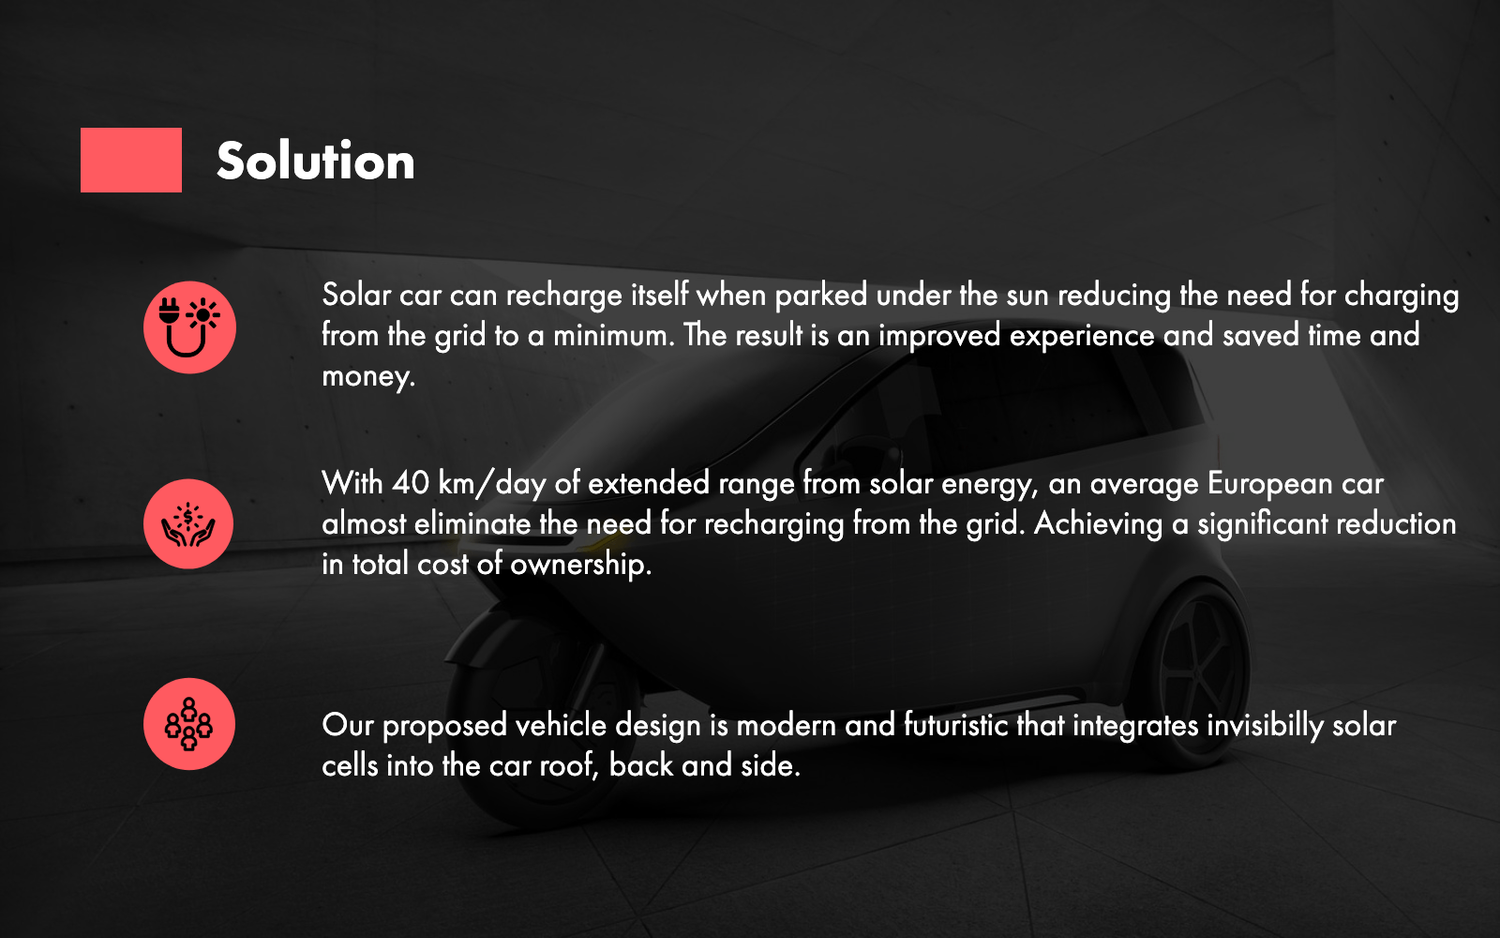 Solution
Solar car can recharge itself when parked under the sun reducing the need for charging
from the grid to a minimum. The result is an improved experience and saved time and
money.
With 40 km/day of extended range from solar energy, an average European car
almost eliminate the need for recharging from the grid. Achieving a significant reduction
in total cost of ownership.
Our proposed vehicle design is modern and futuristic that integrates invisibilly solar
cells into the car roof, back and side.